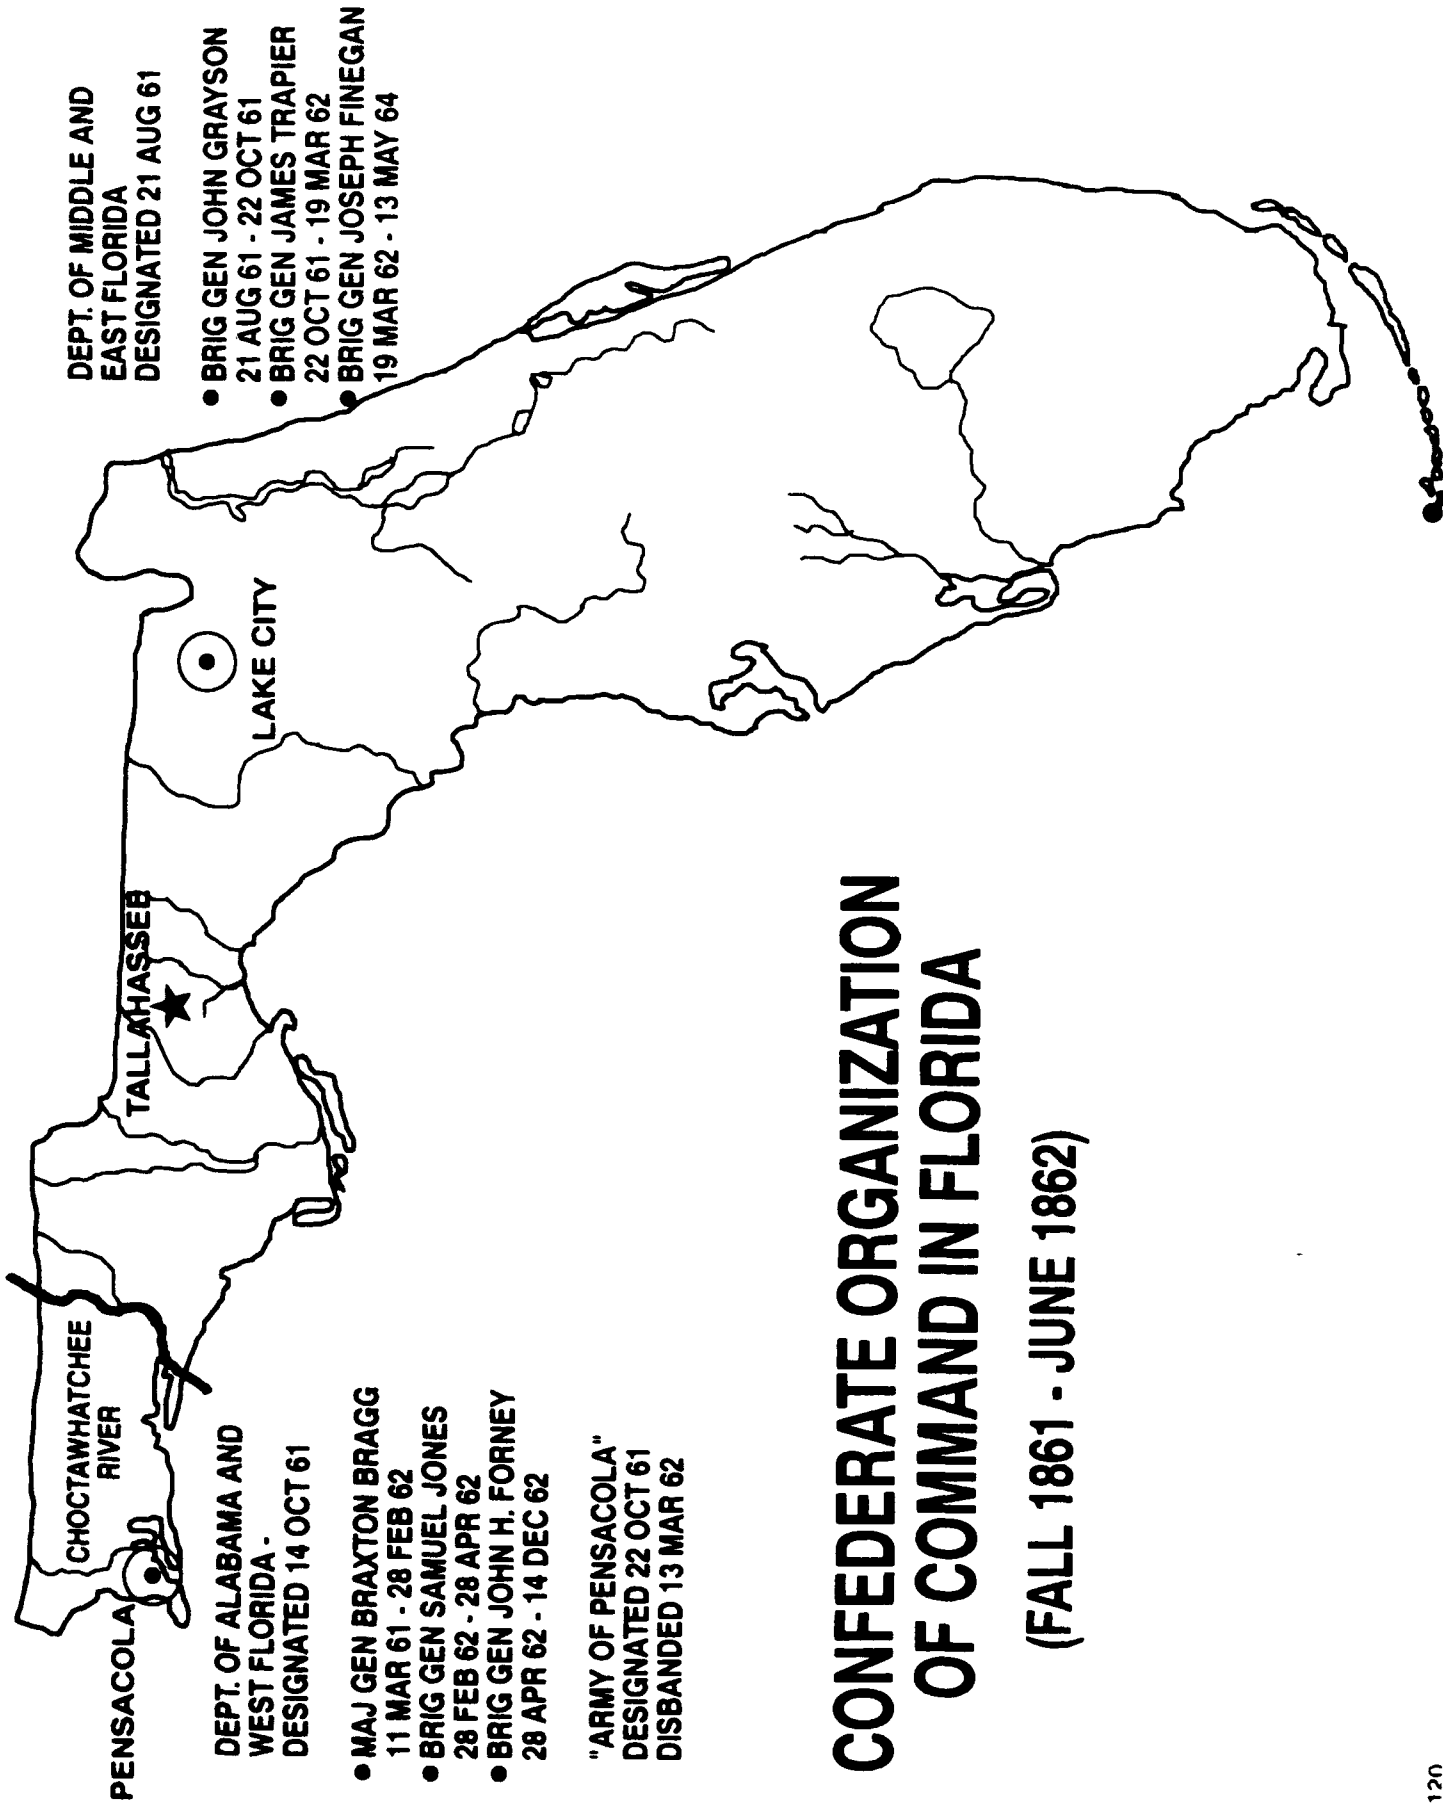 DEPT. OF MIDDLE AND
EAST FLORIDA
DESIGNATED 21 AUG 61
● BRIG GEN JOHN GRAYSON
21 AUG 61 - 22 OCT 61
● BRIG GEN JAMES TRAPIER
22 OCT 61 - 19 MAR 62
● BRIG GEN JOSEPH FINEGAN
19 MAR 62 - 13 MAY 64
LAKE CITY
TALLAHASSEE
CHOCTAWHATCHEE
RIVER
PENSACOLA
DEPT. OF ALABAMA AND
WEST FLORIDA -
DESIGNATED 14 OCT 61
● MAJ GEN BRAXTON BRAGG
11 MAR 61 - 28 FEB 62
● BRIG GEN SAMUEL JONES
28 FEB 62 - 28 APR 62
● BRIG GEN JOHN H. FORNEY
28 APR 62 - 14 DEC 62
"ARMY OF PENSACOLA"
DESIGNATED 22 OCT 61
DISBANDED 13 MAR 62
CONFEDERATE ORGANIZATION
OF COMMAND IN FLORIDA
(FALL 1861 - JUNE 1862)
120